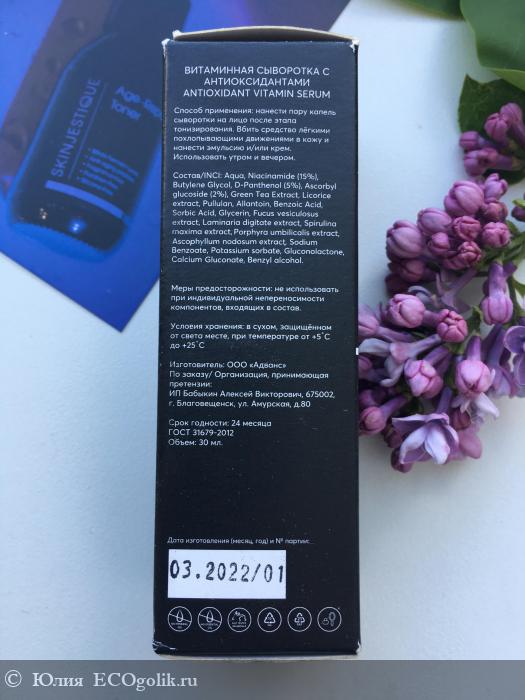 SKINJESTIQUE
Toner
ВИТАМИННАЯ СЫВОРОТКА С
АНТИОКСИДАНТАМИ
ANTIOXIDANT VITAMIN SERUM
Способ применения: нанести пару капель
сыворотки на лицо после этапа
тонизирования. Вбить средство лёгкими
похлопывающими движениями в кожу и
нанести эмульсию и/или крем.
Использовать утром и вечером.
Состав/INCI: Aqua, Niacinamide (15%),
Butylene Glycol, D-Panthenol (5%), Ascorbyl
glucoside (2%), Green Tea Extract, Licorice
extract, Pullulan, Allantoin, Benzoic Acid,
Sorbic Acid, Glycerin, Fucus vesiculosus
extract, Laminaria digitate extract, Spirulina
maxima extract, Porphyra umbilicalis extract,
Ascophyllum nodosum extract, Sodium
Benzoate, Potassium sorbate, Gluconolactone,
Calcium Gluconate, Benzyl alcohol.
Меры предосторожности: не использовать
при индивидуальной непереносимости
компонентов, входящих в состав.
Условия хранения: в сухом, защищённом
от света месте, при температуре от +5°С
до +25°С
Изготовитель: ООО «Адванс»
По заказу/ Организация, принимающая
претензии:
ИП Бабыкин Алексей Викторович, 675002,
г. Благовещенск, ул. Амурская, д.80
Срок годности: 24 месяца
ГОСТ 31679-2012
Объем: 30 мл.
Дата изготовления (месяц, год) и № партии:
03.2022/01
© Юлия ECOgolik.ru